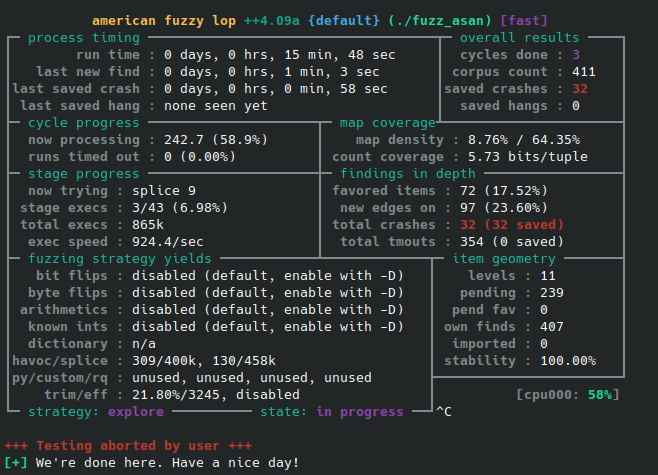 american fuzzy lop ++4.09a {default} (./fuzz_asan) [fast]
process timing overall results
run time : 0 days, 0 hrs, 15 min, 48 sec cycles done : 3
last new find : 0 days, 0 hrs, 1 min, 3 sec corpus count : 411
last saved crash : 0 days, 0 hrs, 0 min, 58 sec saved crashes : 32
last saved hang : none seen yet saved hangs : 0
cycle progress map coverage
now processing : 242.7 (58.9%) map density : 8.76% / 64.35%
runs timed out : 0 (0.00%) count coverage : 5.73 bits/tuple
stage progress findings in depth
now trying : splice 9 favored items : 72 (17.52%)
stage execs : 3/43 (6.98%) new edges on : 97 (23.60%)
total execs : 865k total crashes : 32 (32 saved)
exec speed : 924.4/sec total tmouts : 354 (0 saved)
fuzzing strategy yields item geometry
bit flips : disabled (default, enable with -D) levels : 11
byte flips : disabled (default, enable with -D) pending : 239
arithmetics : disabled (default, enable with -D) pend fav : 0
known ints : disabled (default, enable with -D) own finds : 407
dictionary : n/a imported : 0
havoc/splice : 309/400k, 130/458k stability : 100.00%
py/custom/rq : unused, unused, unused, unused
trim/eff : 21.80%/3245, disabled [cpu000: 58%]
strategy: explore state: in progress ^C
+++ Testing aborted by user +++
[+] We're done here. Have a nice day!